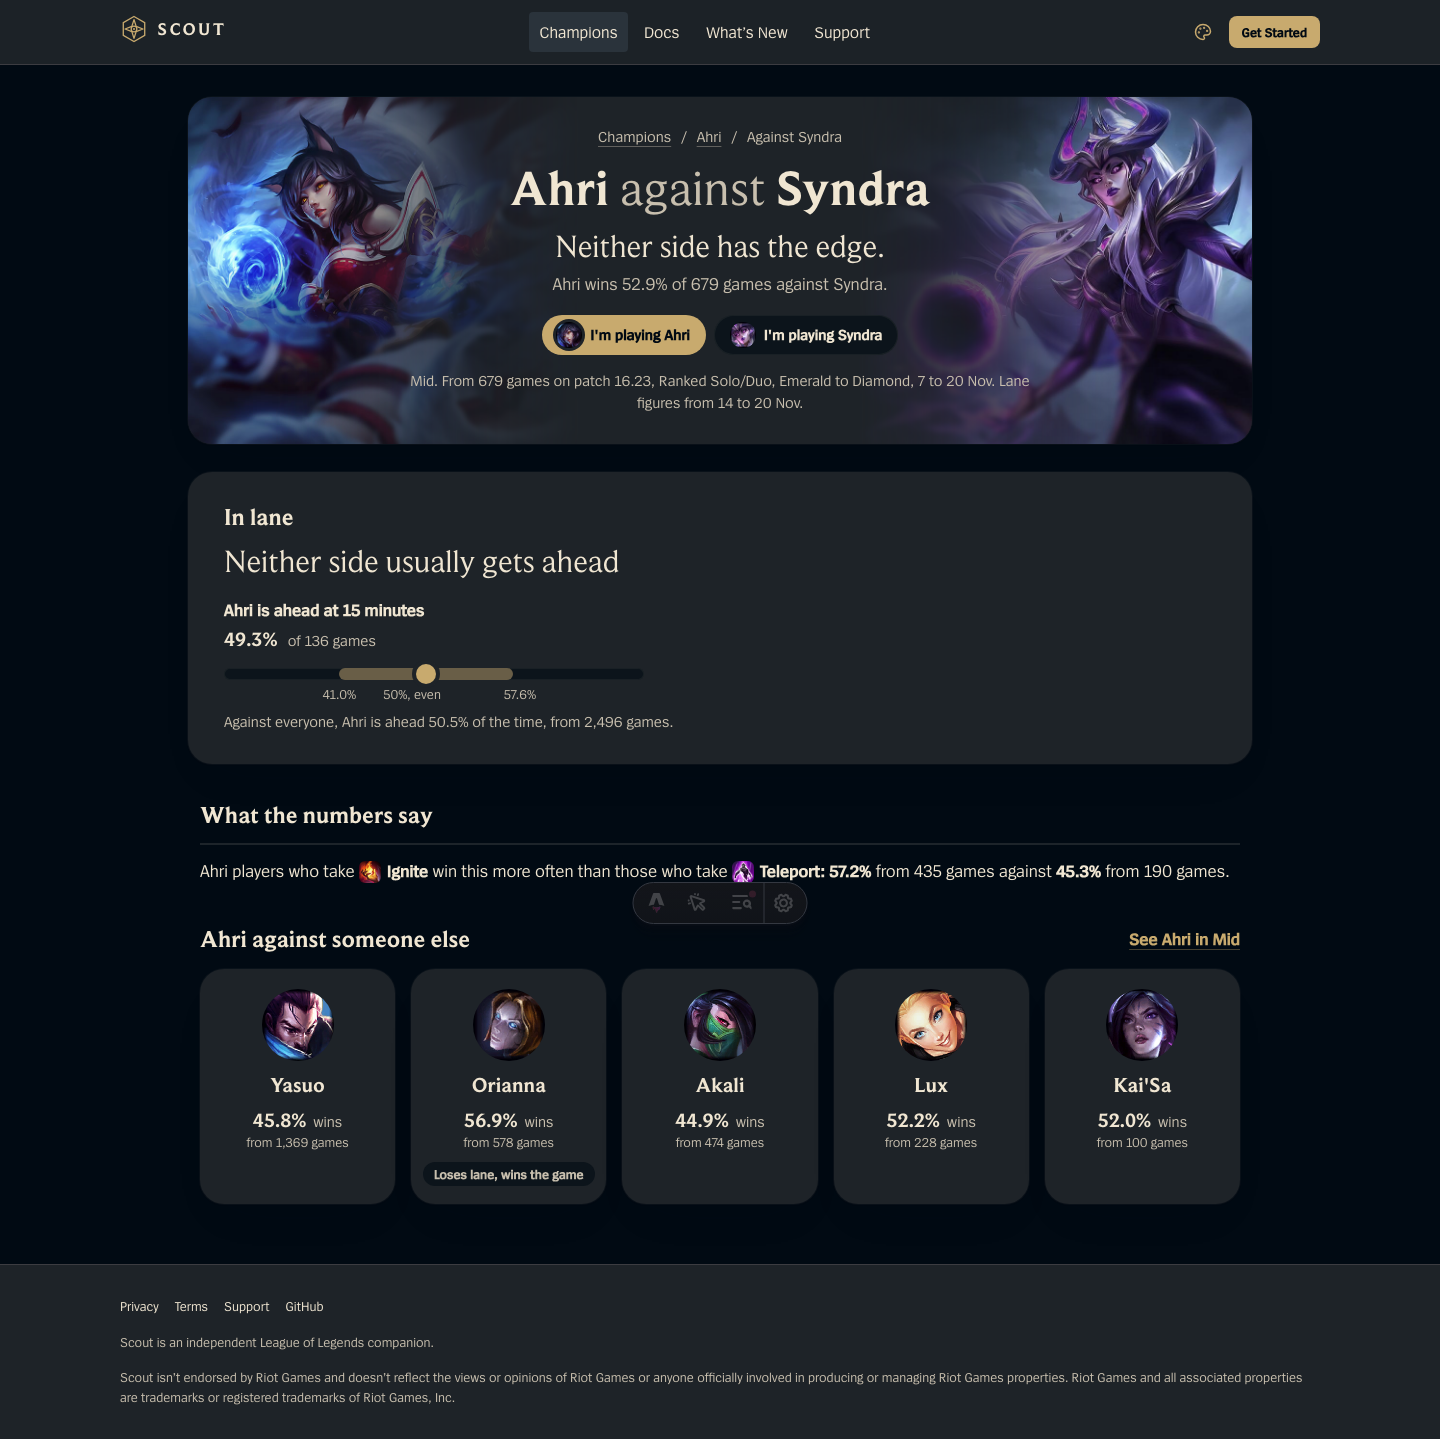 SCOUT
Champions Docs What's New Support
Get Started
Champions / Ahri / Against Syndra
Ahri against Syndra
Neither side has the edge.
Ahri wins 52.9% of 679 games against Syndra.
I'm playing Ahri I'm playing Syndra
Mid. From 679 games on patch 16.23, Ranked Solo/Duo, Emerald to Diamond, 7 to 20 Nov. Lane
figures from 14 to 20 Nov.
In lane
Neither side usually gets ahead
Ahri is ahead at 15 minutes
49.3% of 136 games
41.0% 50%, even 57.6%
Against everyone, Ahri is ahead 50.5% of the time, from 2,496 games.
What the numbers say
Ahri players who take Ignite win this more often than those who take Teleport: 57.2% from 435 games against 45.3% from 190 games.
Ahri against someone else
See Ahri in Mid
Yasuo
45.8% wins
from 1,369 games
Orianna
56.9% wins
from 578 games
Loses lane, wins the game
Akali
44.9% wins
from 474 games
Lux
52.2% wins
from 228 games
Kai'Sa
52.0% wins
from 100 games
Privacy Terms Support GitHub
Scout is an independent League of Legends companion.
Scout isn't endorsed by Riot Games and doesn't reflect the views or opinions of Riot Games or anyone officially involved in producing or managing Riot Games properties. Riot Games and all associated properties
are trademarks or registered trademarks of Riot Games, Inc.